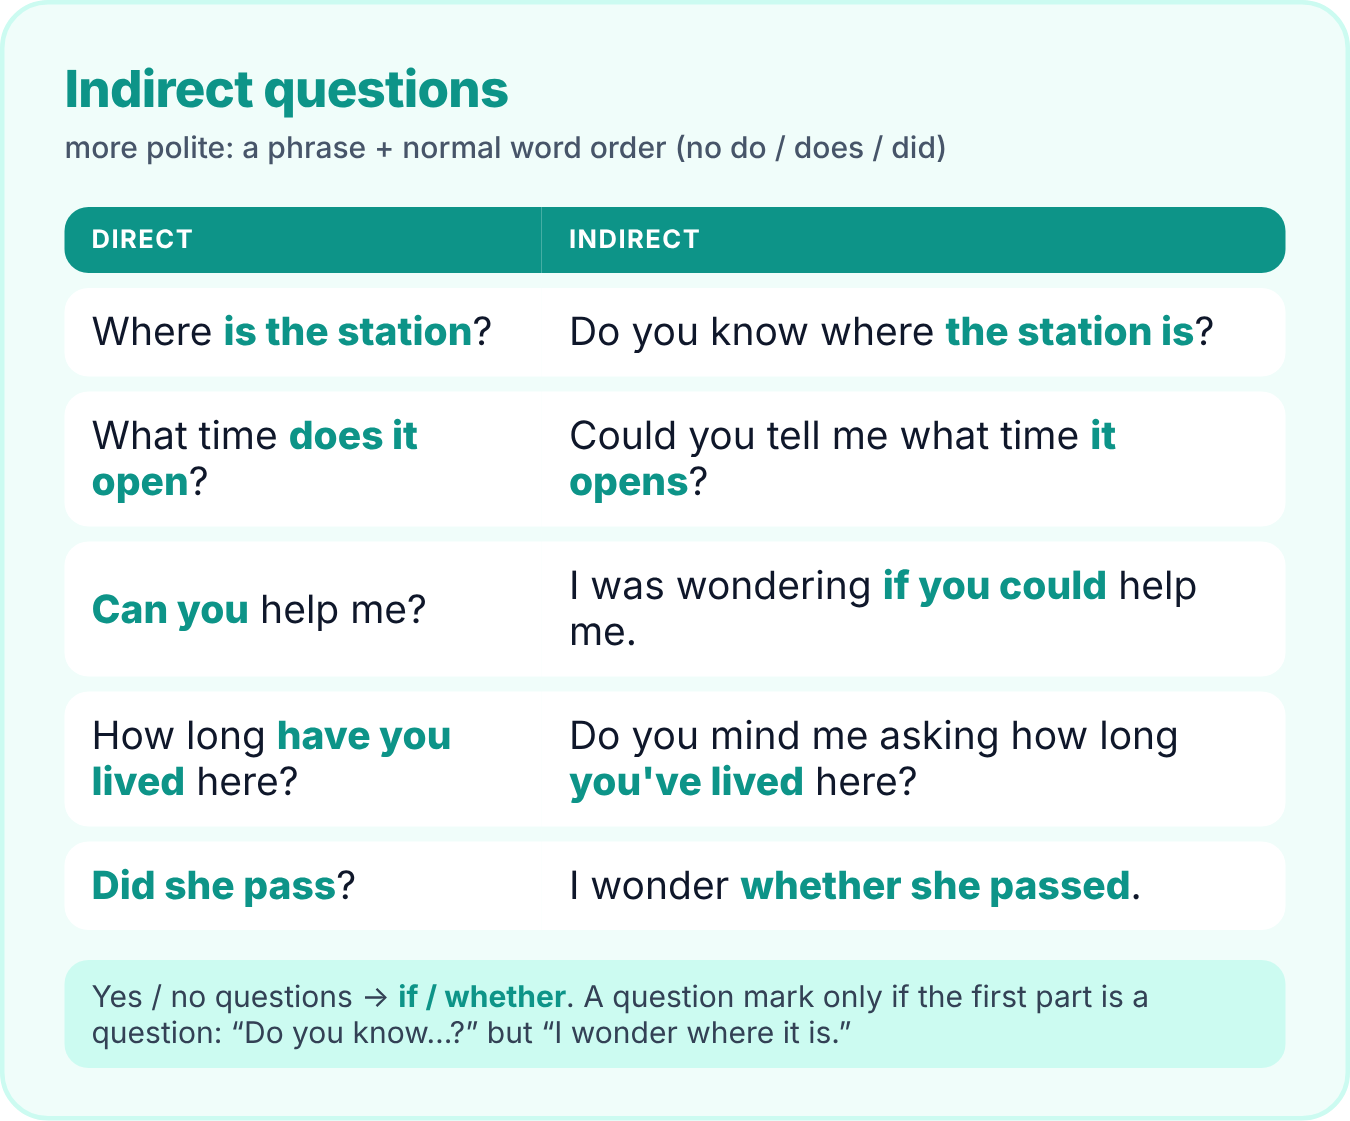 Indirect questions
more polite: a phrase + normal word order (no do / does / did)
DIRECT
INDIRECT
Where is the station?
Do you know where the station is?
What time does it
open?
Could you tell me what time it
opens?
Can you help me?
I was wondering if you could help
me.
How long have you
lived here?
Do you mind me asking how long
you've lived here?
Did she pass?
I wonder whether she passed.
Yes / no questions → if / whether. A question mark only if the first part is a
question: “Do you know…?” but “I wonder where it is.”